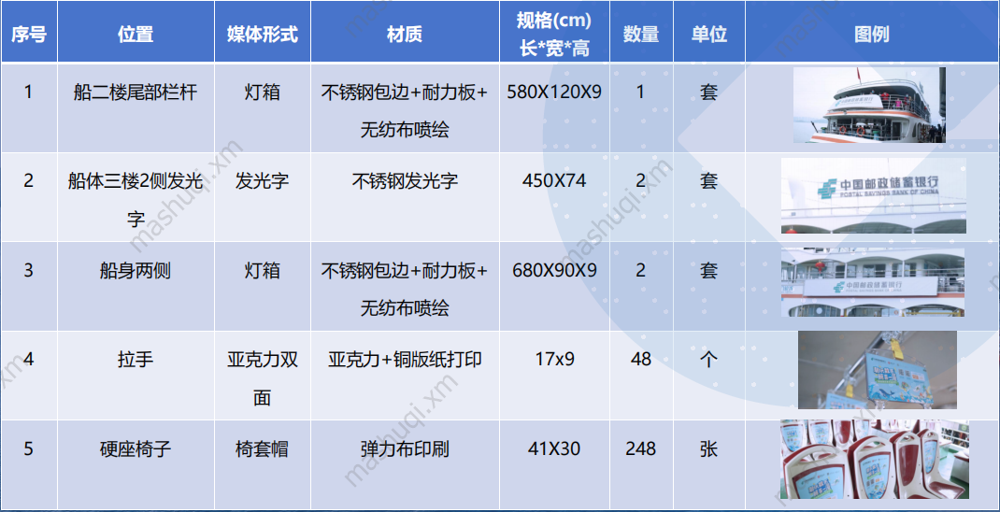 序号 位置 媒体形式 材质 规格(cm) 长*宽*高 数量 单位 图例
1 船二楼尾部栏杆 灯箱 不锈钢包边+耐力板+ 580X120X9 1 套
无纺布喷绘
2 船体三楼2侧发光 发光字 不锈钢发光字 450X74 2 套
字
中国邮政储蓄银行
POSTAL SAVINGS BANK OF CHINA
3 船身两侧 灯箱 不锈钢包边+耐力板+ 680X90X9 2 套
无纺布喷绘
中国邮政储蓄银行
4 拉手 亚克力双 亚克力+铜版纸打印 17x9 48 个
面
5 硬座椅子 椅套帽 弹力布印刷 41X30 248 张
mashuqi.xm
mashuqi.xm
mashuqi.xm